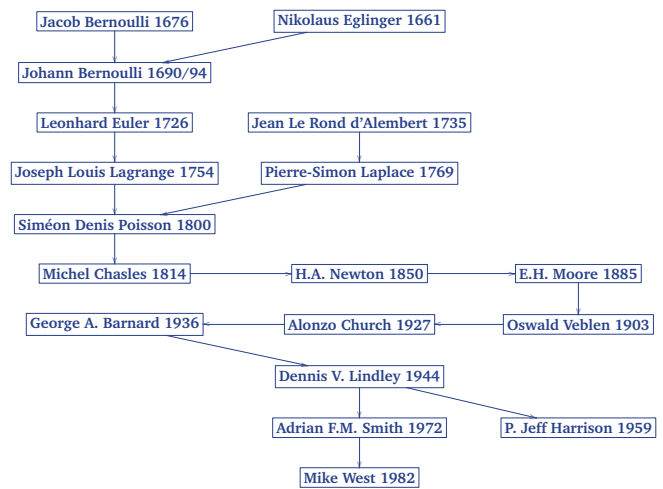 Jacob Bernoulli 1676
Nikolaus Eglinger 1661
Johann Bernoulli 1690/94
Leonhard Euler 1726
Jean Le Rond d'Alembert 1735
Joseph Louis Lagrange 1754
Pierre-Simon Laplace 1769
Siméon Denis Poisson 1800
Michel Chasles 1814
H.A. Newton 1850
E.H. Moore 1885
George A. Barnard 1936
Alonzo Church 1927
Oswald Veblen 1903
Dennis V. Lindley 1944
Adrian F.M. Smith 1972
P. Jeff Harrison 1959
Mike West 1982